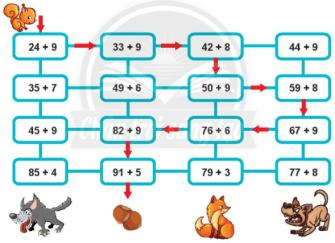 24 + 9 33 + 9 42 + 8 44 + 9
35 + 7 49 + 6 50 + 9 59 + 8
45 + 9 82 + 9 76 + 6 67 + 9
85 + 4 91 + 5 79 + 3 77 + 8